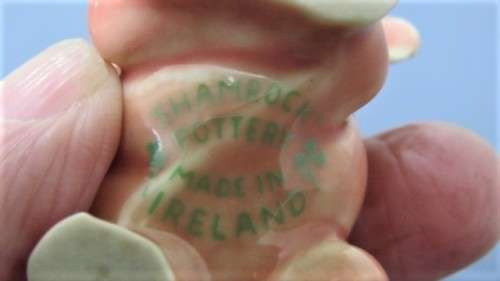 SHAMROCK
POTTERY
MADE IN
IRELAND